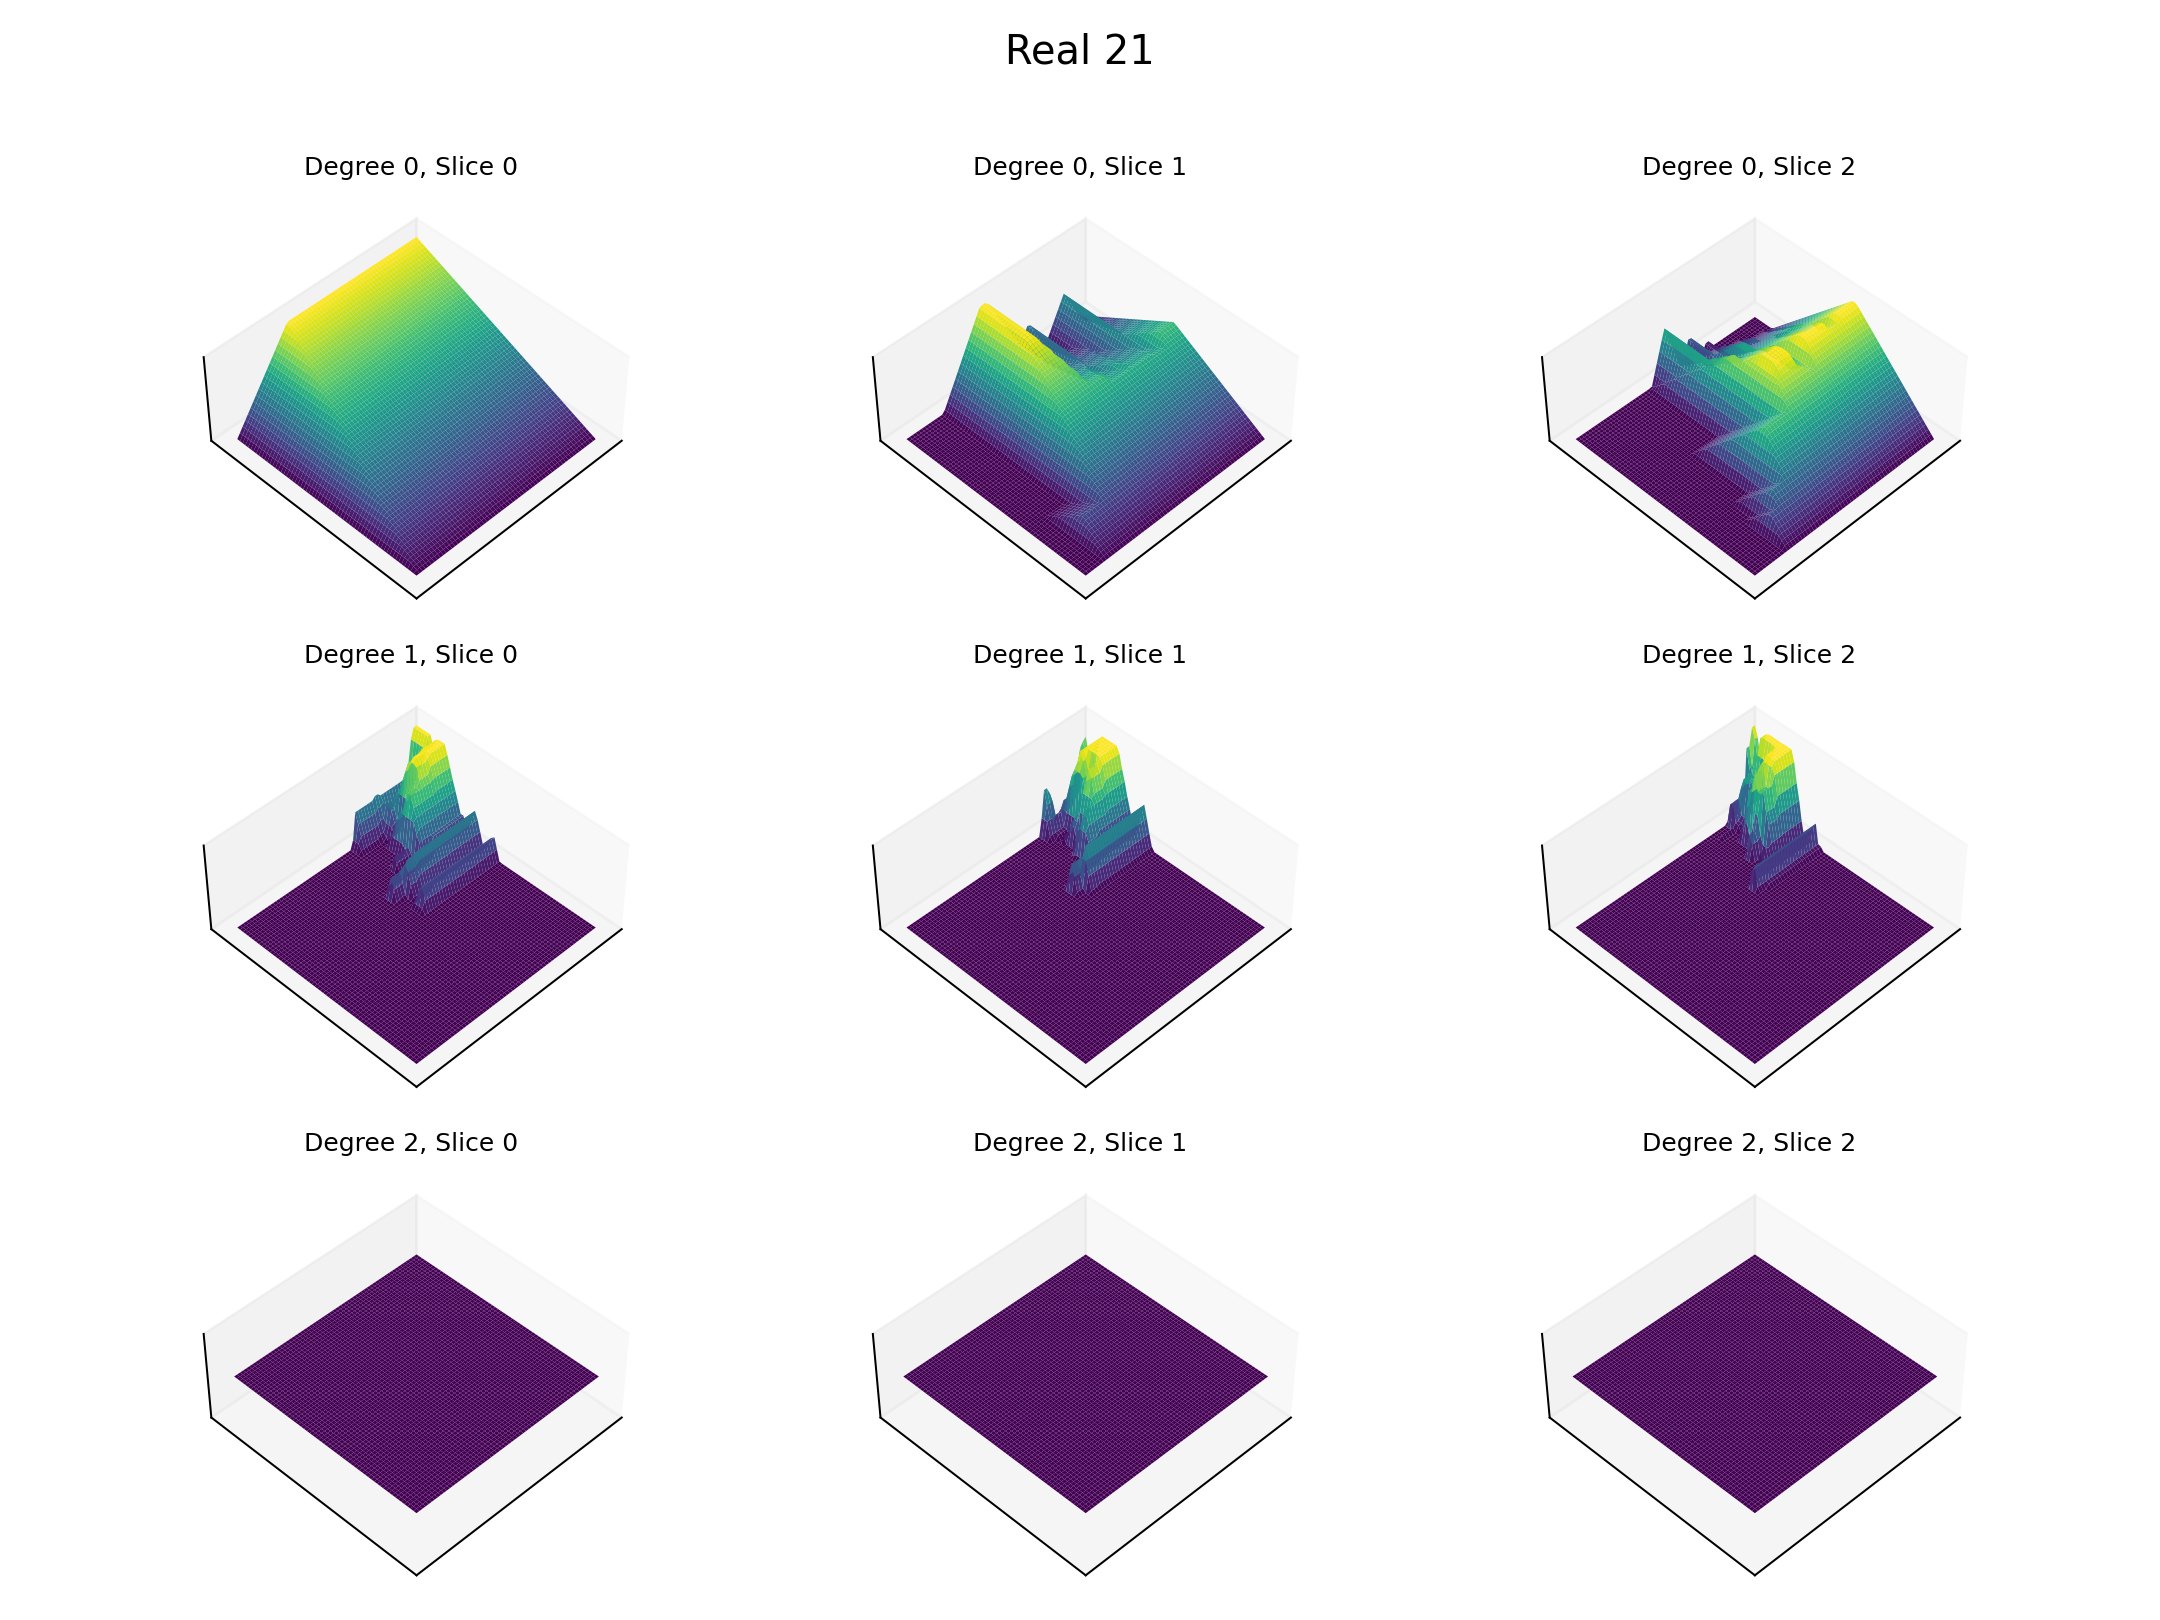 Real 21
Degree 0, Slice 0
Degree 0, Slice 1
Degree 0, Slice 2
Degree 1, Slice 0
Degree 1, Slice 1
Degree 1, Slice 2
Degree 2, Slice 0
Degree 2, Slice 1
Degree 2, Slice 2